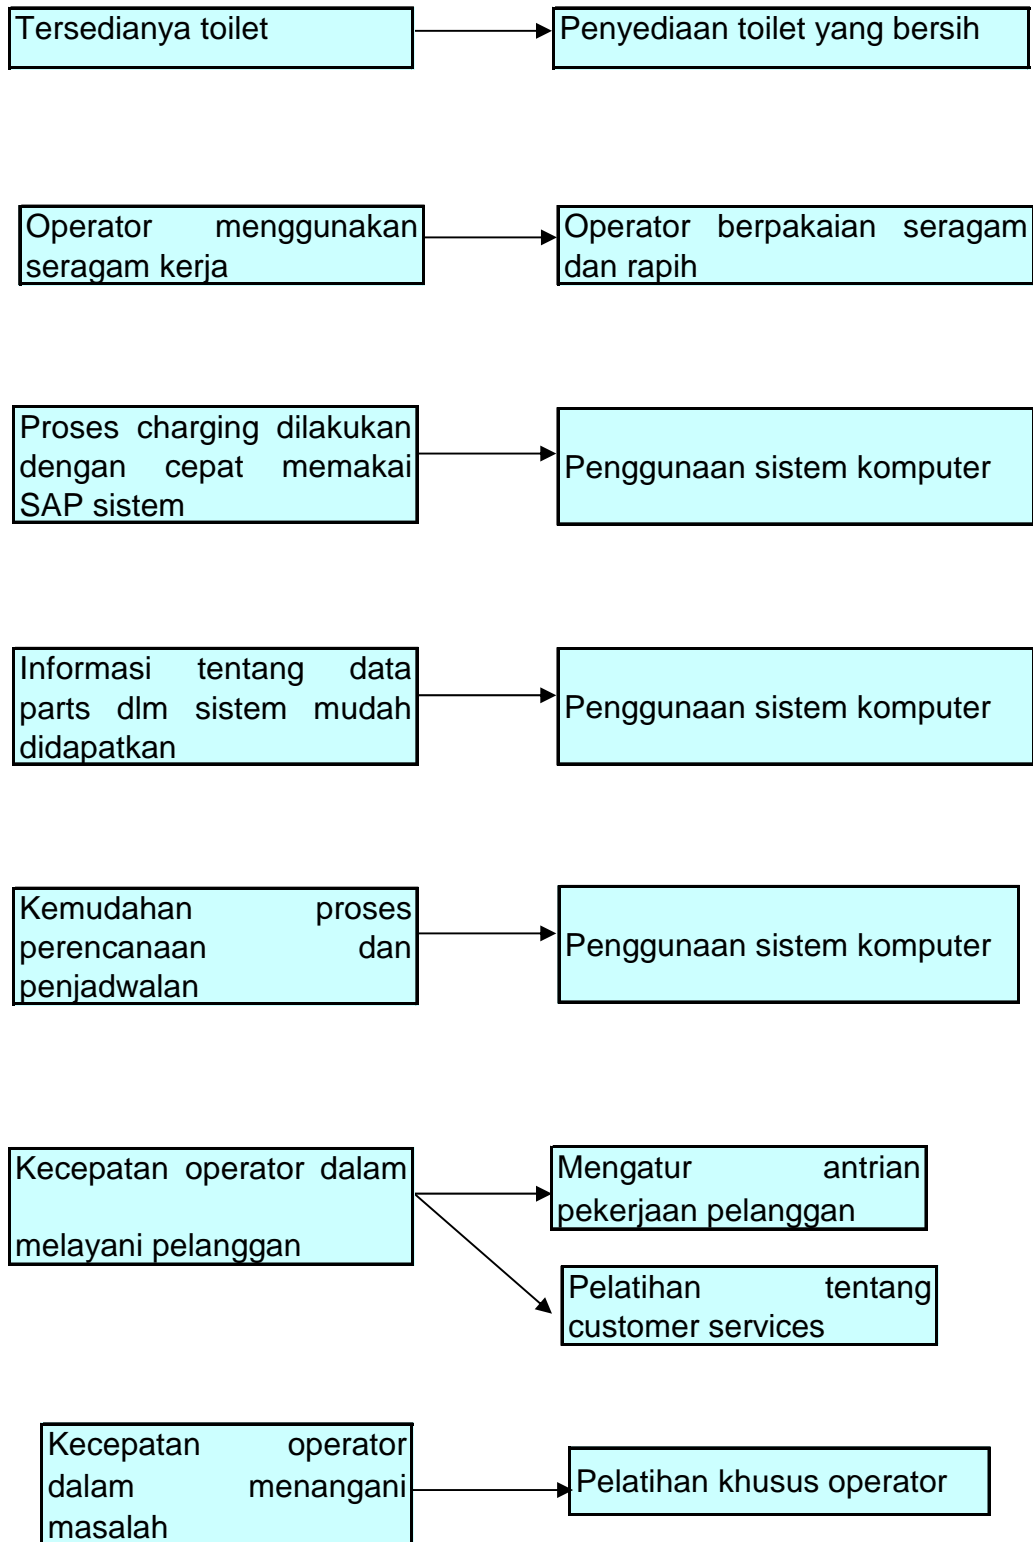 Tersedianya toilet
Penyediaan toilet yang bersih
Operator menggunakan
seragam kerja
Operator berpakaian seragam
dan rapih
Proses charging dilakukan
dengan cepat memakai
SAP sistem
Penggunaan sistem komputer
Informasi tentang data
parts dlm sistem mudah
didapatkan
Penggunaan sistem komputer
Kemudahan proses
perencanaan dan
penjadwalan
Penggunaan sistem komputer
Kecepatan operator dalam
melayani pelanggan
Mengatur antrian
pekerjaan pelanggan
Pelatihan tentang
customer services
Kecepatan operator
dalam menangani
masalah
Pelatihan khusus operator